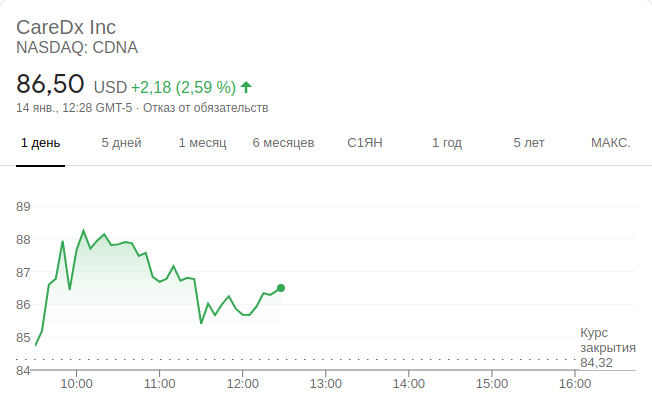 CareDx Inc
NASDAQ: CDNA
86,50 USD +2,18 (2,59 %)
14 янв., 12:28 GMT-5 · Отказ от обязательств
1 день 5 дней 1 месяц 6 месяцев С1ЯН 1 год 5 лет МАКС.
89
88
87
86
85
Курс
закрытия
84,32
84
10:00 11:00 12:00 13:00 14:00 15:00 16:00